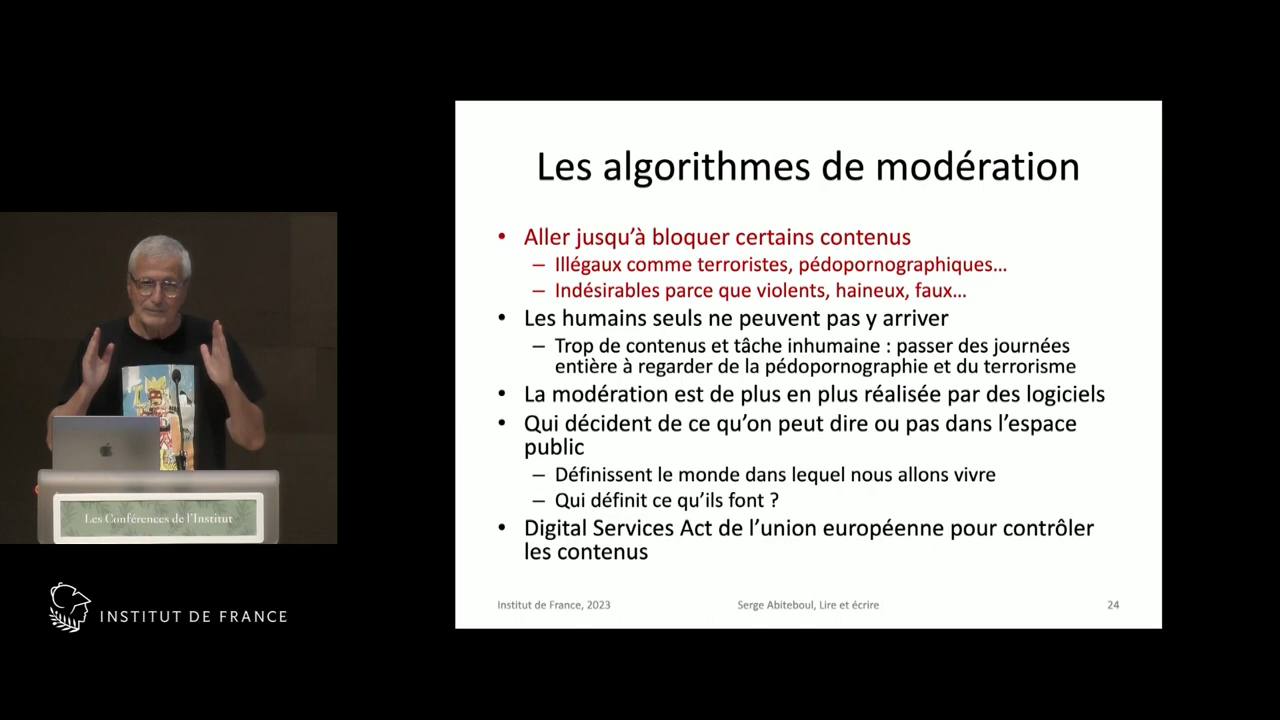 Les algorithmes de modération
• Aller jusqu'à bloquer certains contenus
– Illégaux comme terroristes, pédopornographiques...
– Indésirables parce que violents, haineux, faux...
• Les humains seuls ne peuvent pas y arriver
– Trop de contenus et tâche inhumaine : passer des journées
entière à regarder de la pédopornographie et du terrorisme
• La modération est de plus en plus réalisée par des logiciels
• Qui décident de ce qu'on peut dire ou pas dans l'espace
public
– Définissent le monde dans lequel nous allons vivre
– Qui définit ce qu'ils font ?
• Digital Services Act de l'union européenne pour contrôler
les contenus
Institut de France, 2023
Serge Abiteboul, Lire et écrire
24
Les Conférences de l'Institut
INSTITUT DE FRANCE